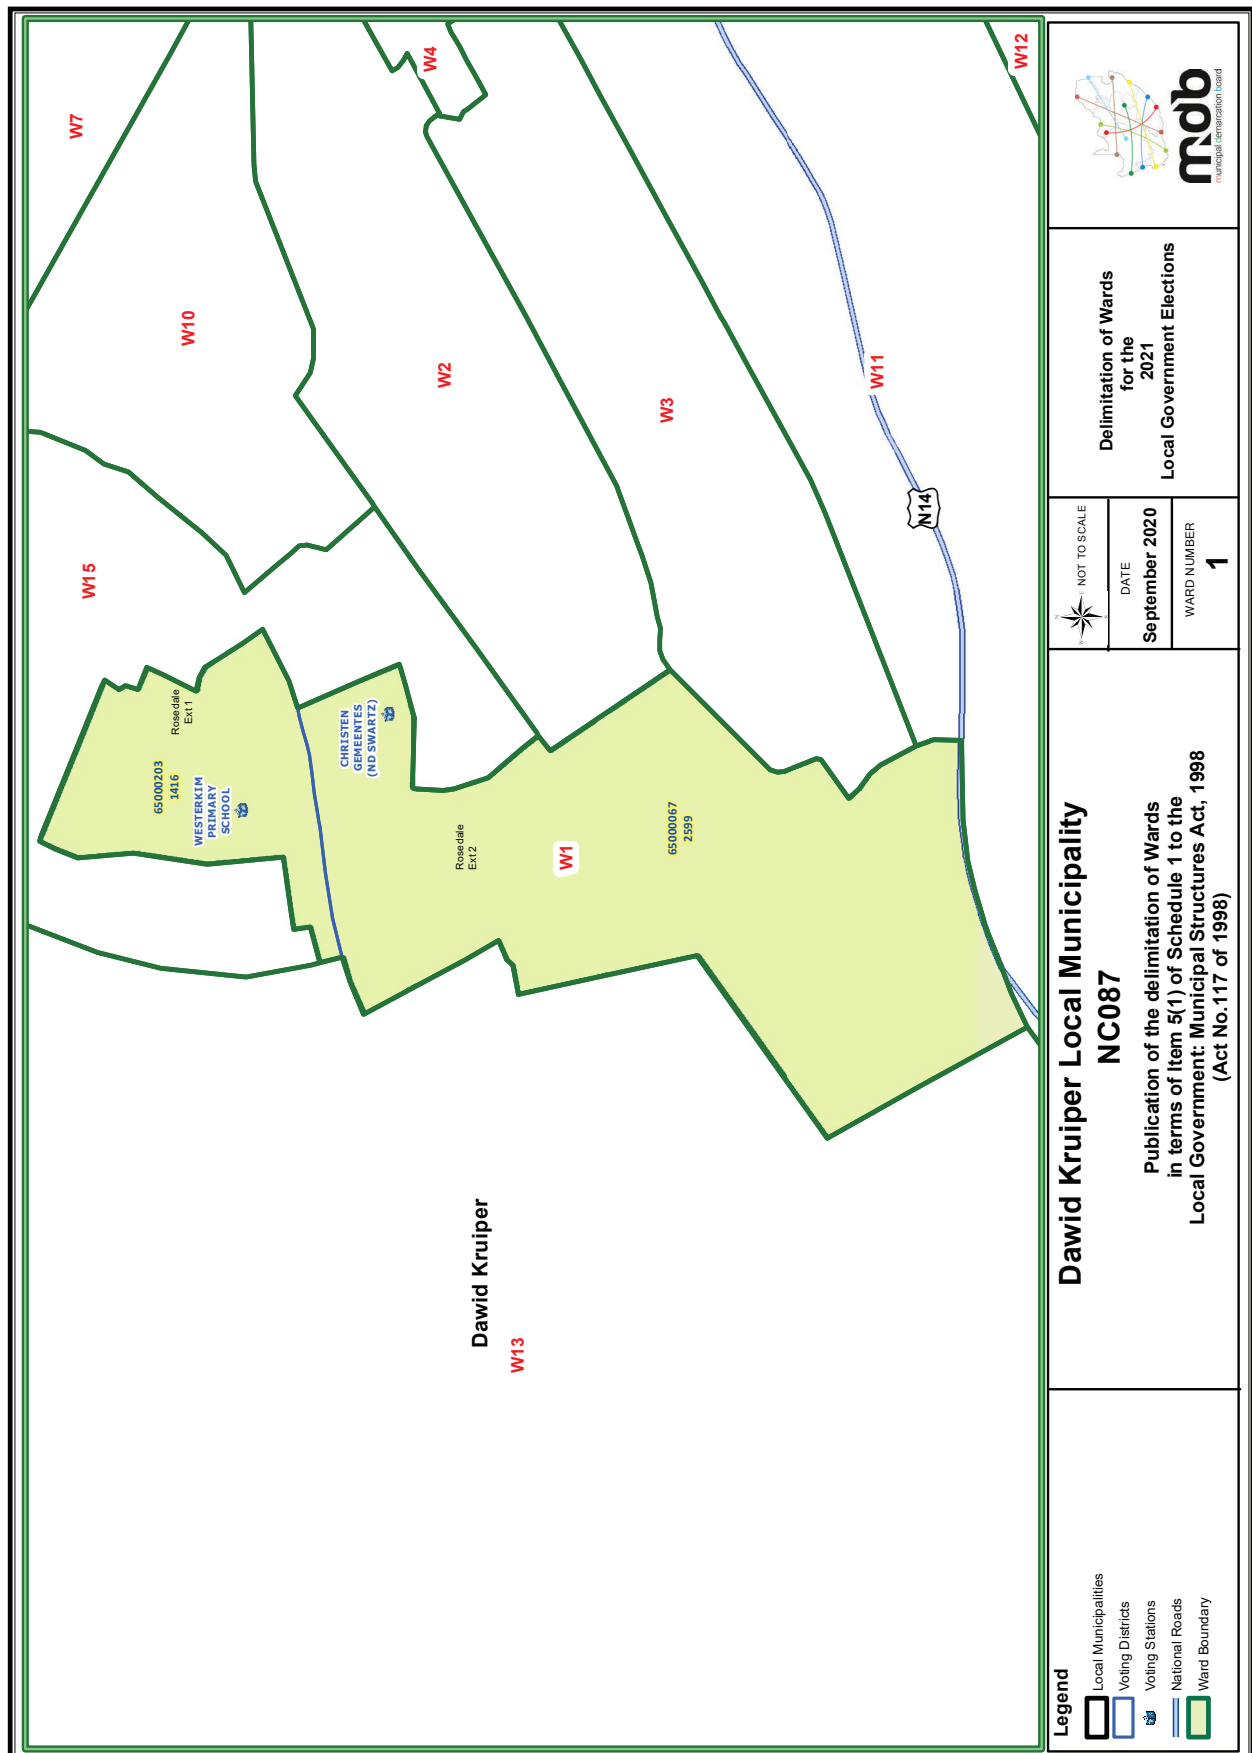 W7
W4
W12
W10
W2
W3
W11
W15
N14
Rosedale
Ext 1
65000203
1416
WESTERKIM
PRIMARY
SCHOOL
CHRISTEN
GEMEENTES
(ND SWARTZ)
Rosedale
Ext 2
W1
65000067
2599
Dawid Kruiper
W13
Legend
Local Municipalities
Voting Districts
Voting Stations
National Roads
Ward Boundary
Dawid Kruiper Local Municipality
NC087
Publication of the delimitation of Wards
in terms of Item 5(1) of Schedule 1 to the
Local Government: Municipal Structures Act, 1998
(Act No.117 of 1998)
N
W
E
S
NOT TO SCALE
DATE
September 2020
WARD NUMBER
1
Delimitation of Wards
for the
2021
Local Government Elections
mdb
municipal demarcation board